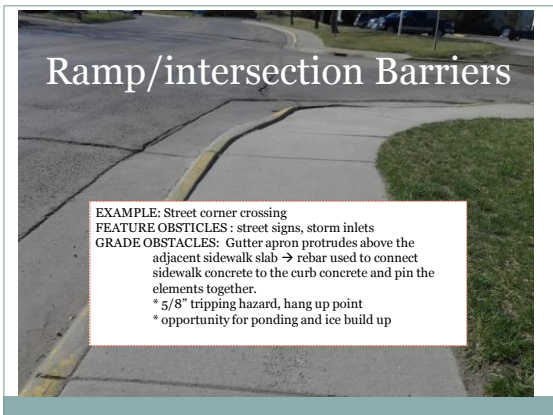 Ramp/intersection Barriers
EXAMPLE: Street corner crossing
FEATURE OBSTICLES : street signs, storm inlets
GRADE OBSTACLES:  Gutter apron protrudes above the
adjacent sidewalk slab → rebar used to connect
sidewalk concrete to the curb concrete and pin the
elements together.
* 5/8” tripping hazard, hang up point
* opportunity for ponding and ice build up